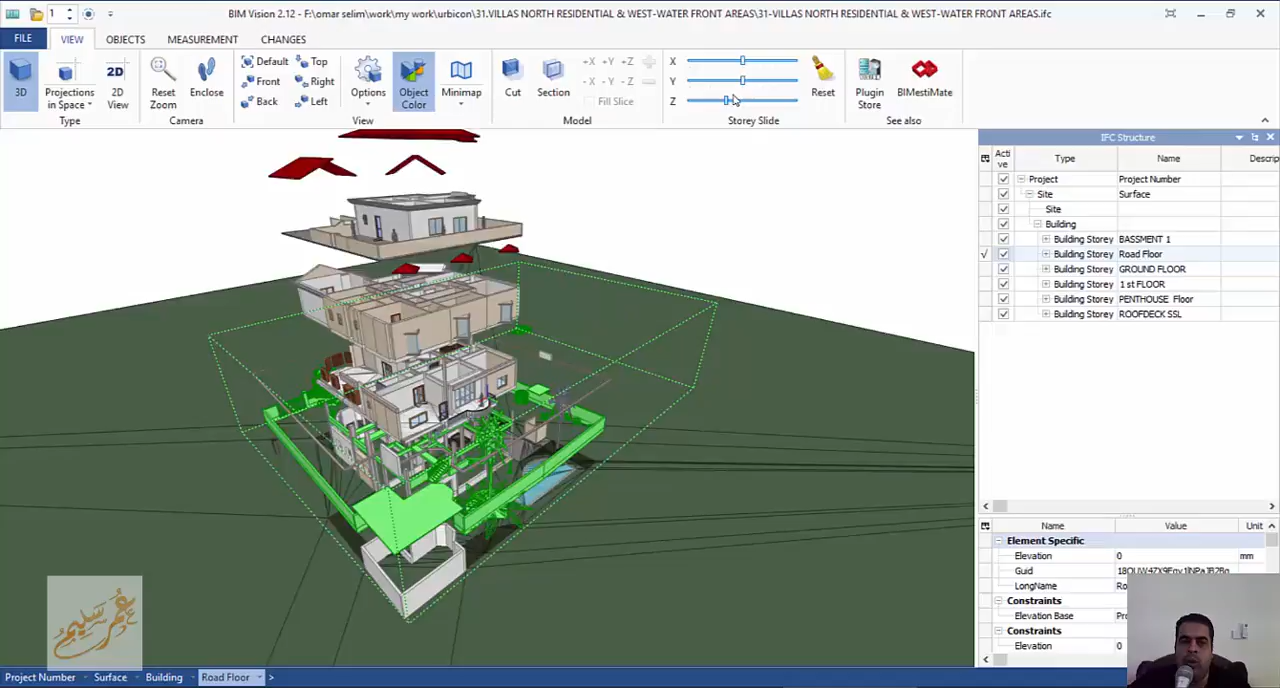 BIM Vision 2.12 - F:\omar selim\work\my work\urbicon\31.VILLAS NORTH RESIDENTIAL & WEST-WATER FRONT AREAS\31-VILLAS NORTH RESIDENTIAL & WEST-WATER FRONT AREAS.ifc
1
FILE VIEW OBJECTS MEASUREMENT CHANGES
3D
Projections in Space
2D View
Type
Reset Zoom
Enclose
Camera
Default Top
Front Right
Back Left
Options
Object Color
Minimap
View
Cut
Section
+X +Y +Z
-X -Y -Z
Fill Slice
Model
X
Y
Z
Reset
Storey Slide
Plugin Store
BIMestiMate
See also
IFC Structure
Active Type Name Descrip
Project Project Number
Site Surface
Site
Building
Building Storey BASSMENT 1
Building Storey Road Floor
Building Storey GROUND FLOOR
Building Storey 1 st FLOOR
Building Storey PENTHOUSE Floor
Building Storey ROOFDECK SSL
Name Value Unit
Element Specific
Elevation 0 mm
Guid
LongName Ro
Constraints
Elevation Base Pro
Constraints
Elevation 0
عمر سليم
Project Number Surface Building Road Floor >